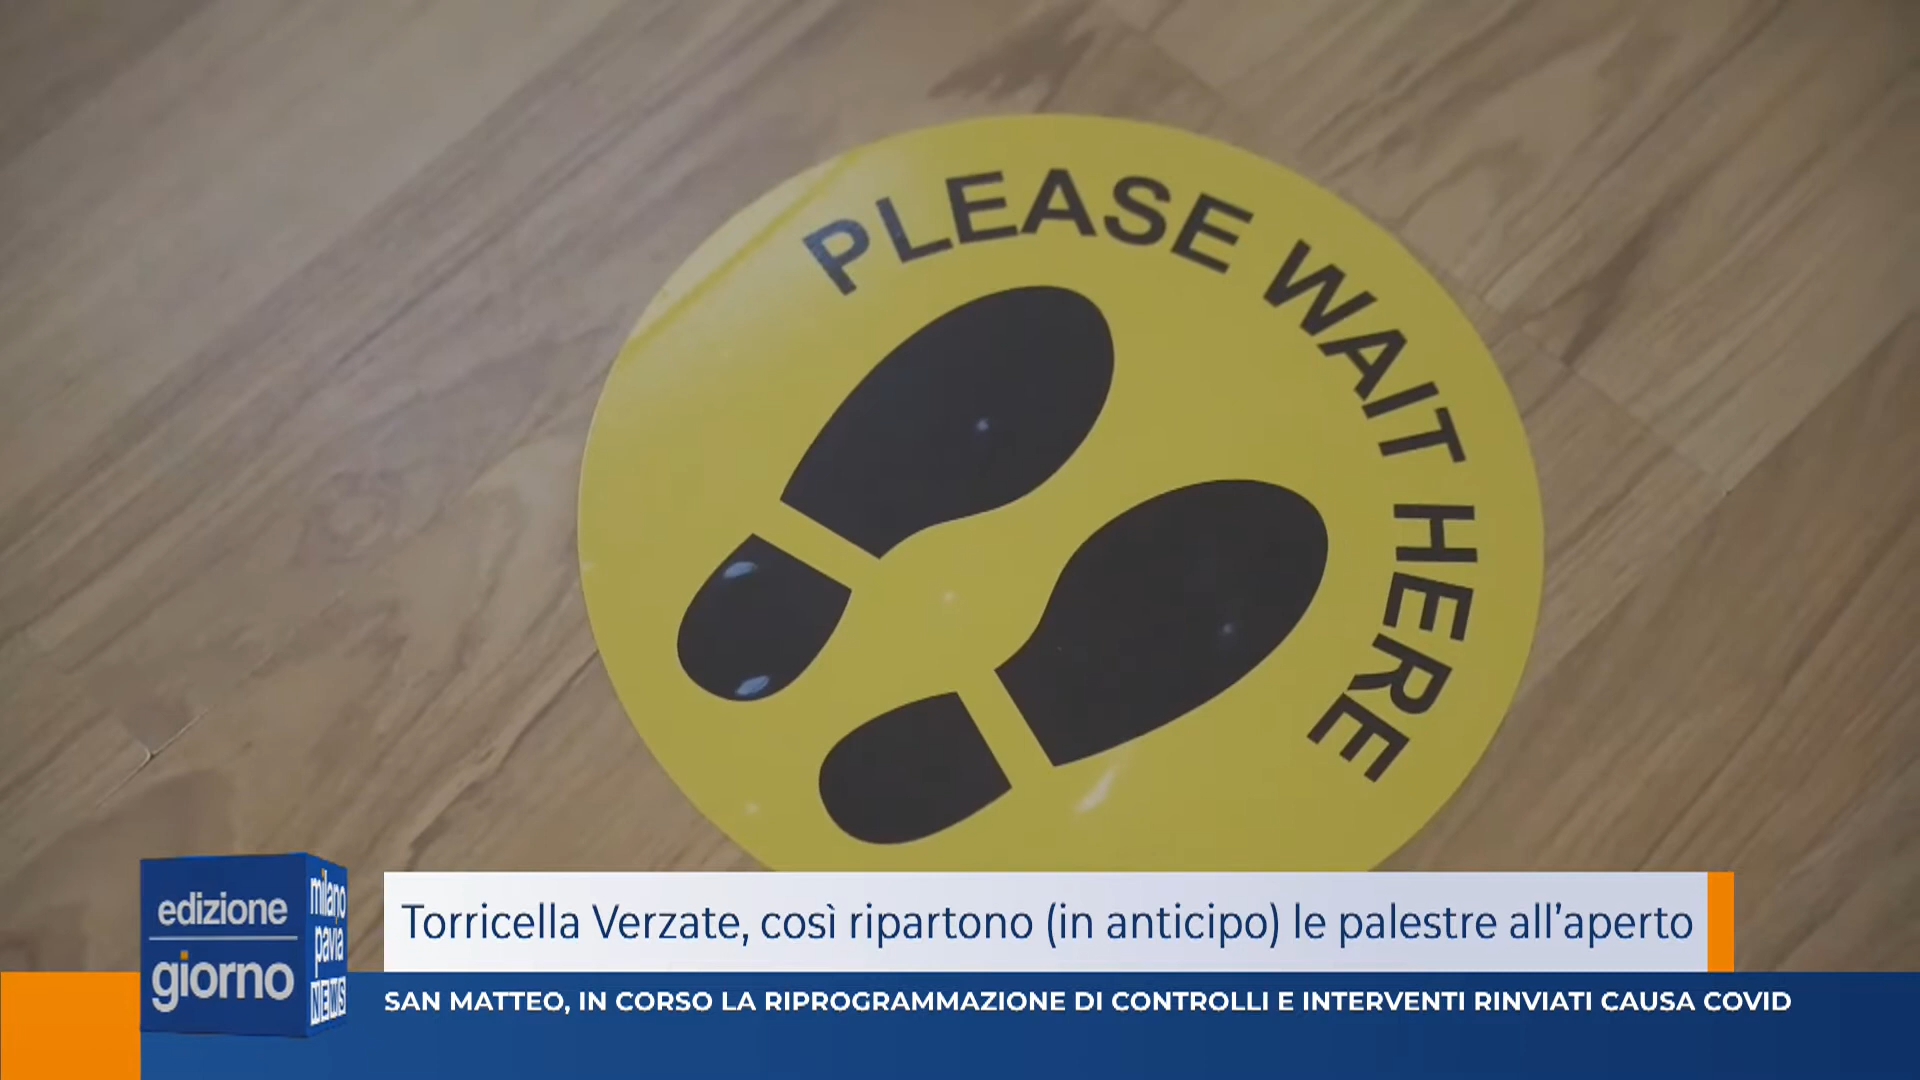 PLEASE WAIT HERE
edizione
giorno
milano
pavia
NEWS
Torricella Verzate, così ripartono (in anticipo) le palestre all’aperto
SAN MATTEO, IN CORSO LA RIPROGRAMMAZIONE DI CONTROLLI E INTERVENTI RINVIATI CAUSA COVID